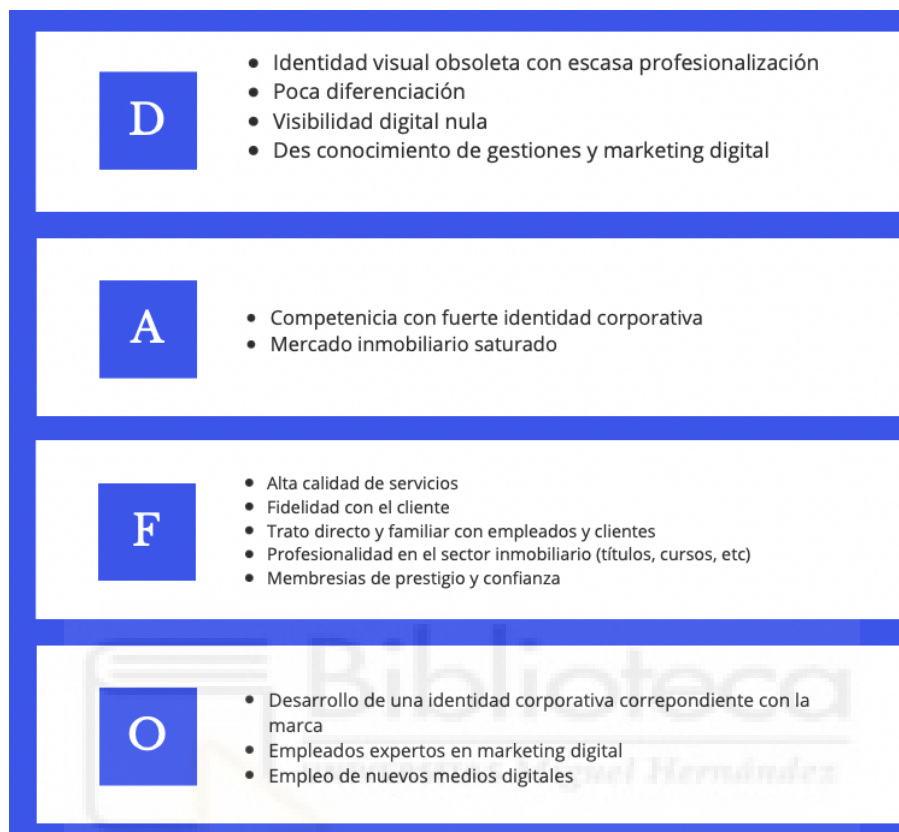 D
• Identidad visual obsoleta con escasa profesionalización
• Poca diferenciación
• Visibilidad digital nula
• Des conocimiento de gestiones y marketing digital
A
• Competenicia con fuerte identidad corporativa
• Mercado inmobiliario saturado
F
• Alta calidad de servicios
• Fidelidad con el cliente
• Trato directo y familiar con empleados y clientes
• Profesionalidad en el sector inmobiliario (títulos, cursos, etc)
• Membresias de prestigio y confianza
O
• Desarrollo de una identidad corporativa correpondiente con la
marca
• Empleados expertos en marketing digital
• Empleo de nuevos medios digitales
Biblioteca
Miguel Hernández